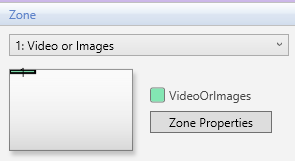 Zone
1: Video or Images
1
VideoOrImages
Zone Properties